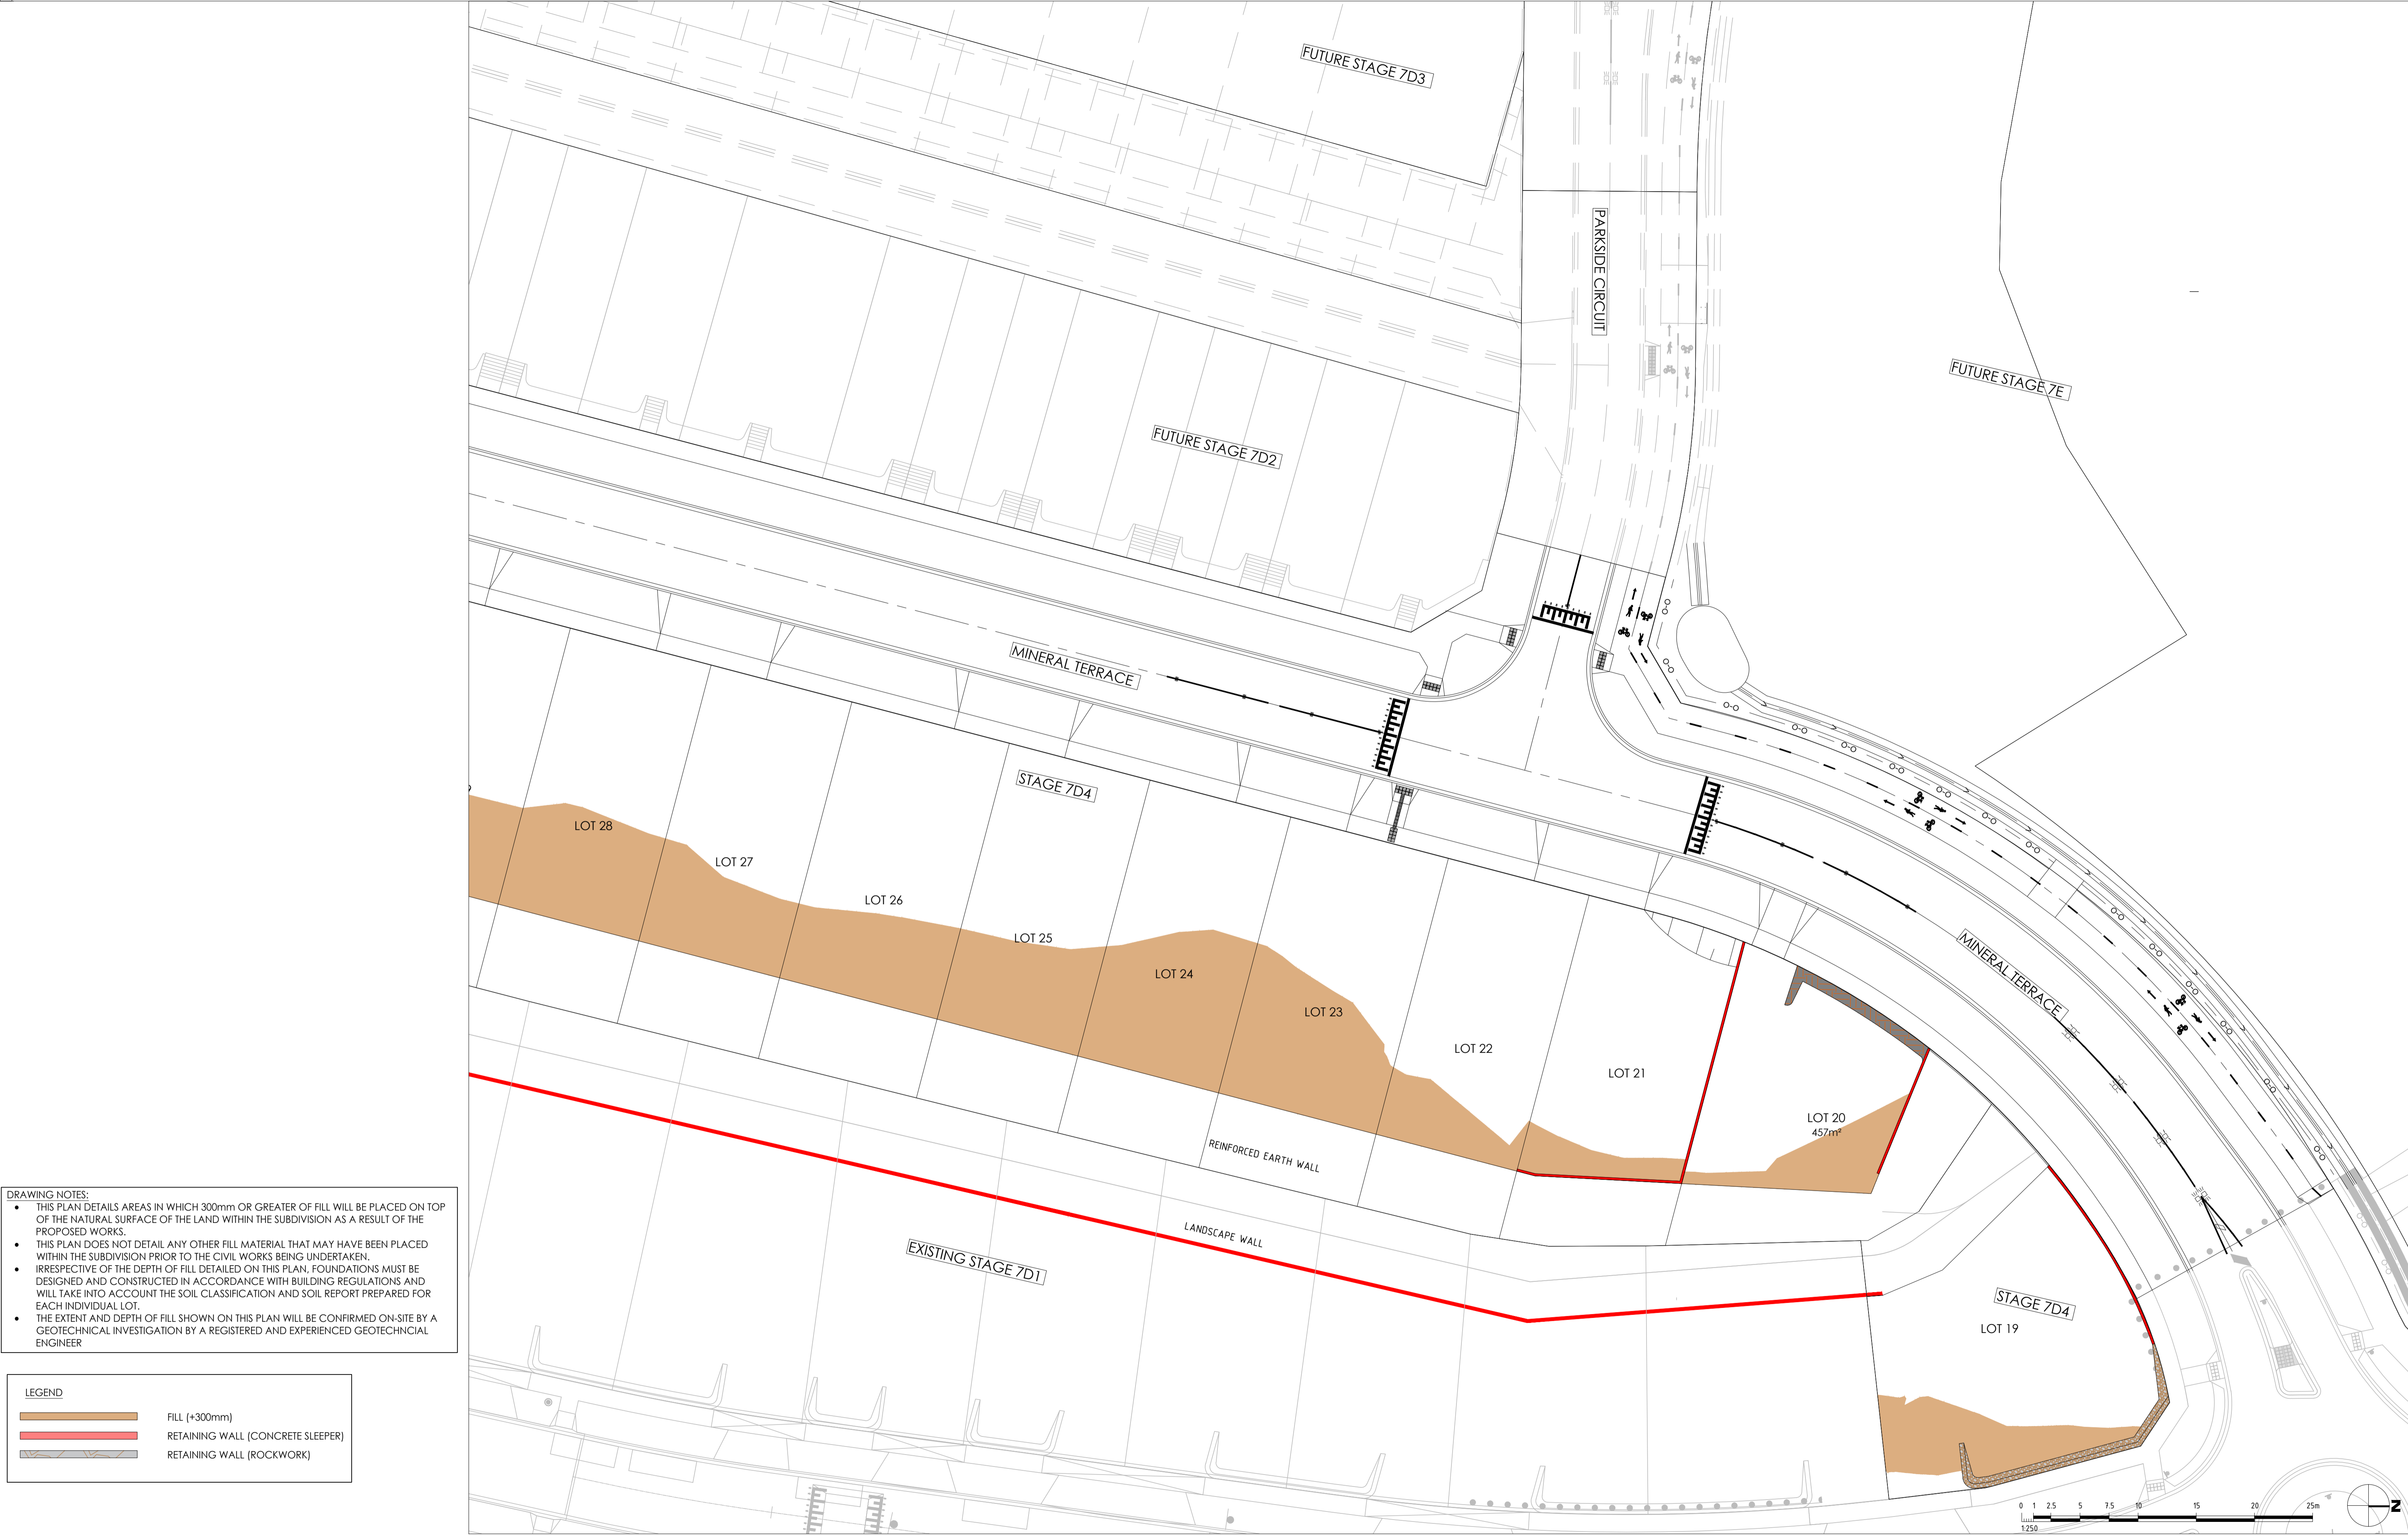 FUTURE STAGE 7D3
PARKSIDE CIRCUIT
FUTURE STAGE 7E
FUTURE STAGE 7D2
MINERAL TERRACE
STAGE 7D4
LOT 28
LOT 27
LOT 26
LOT 25
LOT 24
LOT 23
LOT 22
LOT 21
LOT 20
457m²
MINERAL TERRACE
REINFORCED EARTH WALL
LANDSCAPE WALL
EXISTING STAGE 7D1
STAGE 7D4
LOT 19
DRAWING NOTES:
• THIS PLAN DETAILS AREAS IN WHICH 300mm OR GREATER OF FILL WILL BE PLACED ON TOP
OF THE NATURAL SURFACE OF THE LAND WITHIN THE SUBDIVISION AS A RESULT OF THE
PROPOSED WORKS.
• THIS PLAN DOES NOT DETAIL ANY OTHER FILL MATERIAL THAT MAY HAVE BEEN PLACED
WITHIN THE SUBDIVISION PRIOR TO THE CIVIL WORKS BEING UNDERTAKEN.
• IRRESPECTIVE OF THE DEPTH OF FILL DETAILED ON THIS PLAN, FOUNDATIONS MUST BE
DESIGNED AND CONSTRUCTED IN ACCORDANCE WITH BUILDING REGULATIONS AND
WILL TAKE INTO ACCOUNT THE SOIL CLASSIFICATION AND SOIL REPORT PREPARED FOR
EACH INDIVIDUAL LOT.
• THE EXTENT AND DEPTH OF FILL SHOWN ON THIS PLAN WILL BE CONFIRMED ON-SITE BY A
GEOTECHNICAL INVESTIGATION BY A REGISTERED AND EXPERIENCED GEOTECHNCIAL
ENGINEER
LEGEND
FILL (+300mm)
RETAINING WALL (CONCRETE SLEEPER)
RETAINING WALL (ROCKWORK)
0 1 2.5 5 7.5 10 15 20 25m
1:250
N